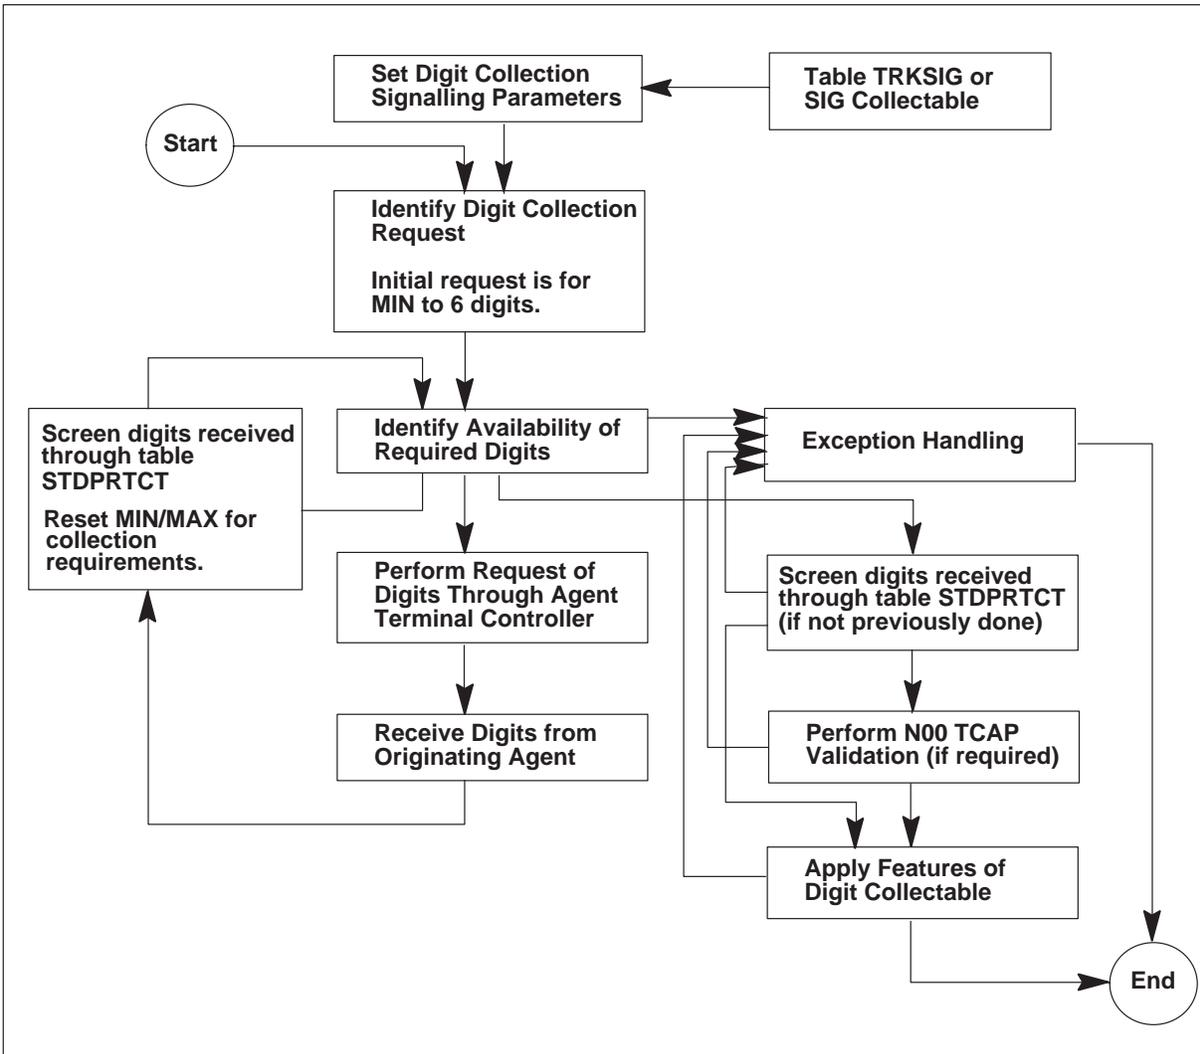 Set Digit Collection
Signalling Parameters
Table TRKSIG or
SIG Collectable
Start
Identify Digit Collection
Request
Initial request is for
MIN to 6 digits.
Screen digits received
through table
STDPRTCT
Reset MIN/MAX for
collection
requirements.
Identify Availability of
Required Digits
Exception Handling
Perform Request of
Digits Through Agent
Terminal Controller
Screen digits received
through table STDPRTCT
(if not previously done)
Receive Digits from
Originating Agent
Perform N00 TCAP
Validation (if required)
Apply Features of
Digit Collectable
End